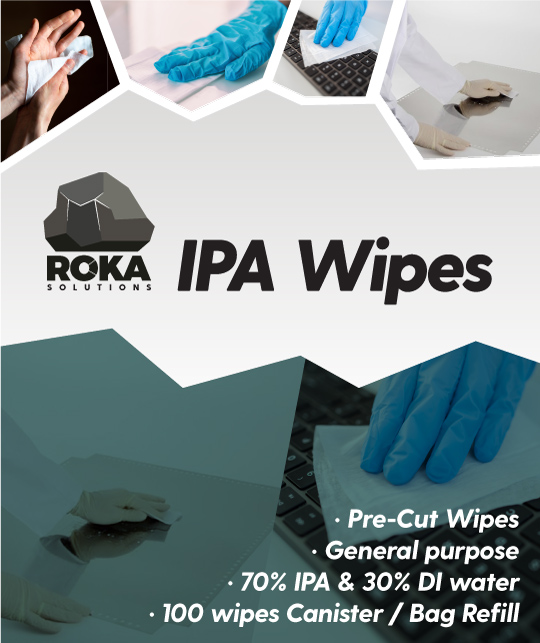 ROKA
SOLUTIONS
IPA Wipes
· Pre-Cut Wipes
· General purpose
· 70% IPA & 30% DI water
· 100 wipes Canister / Bag Refill